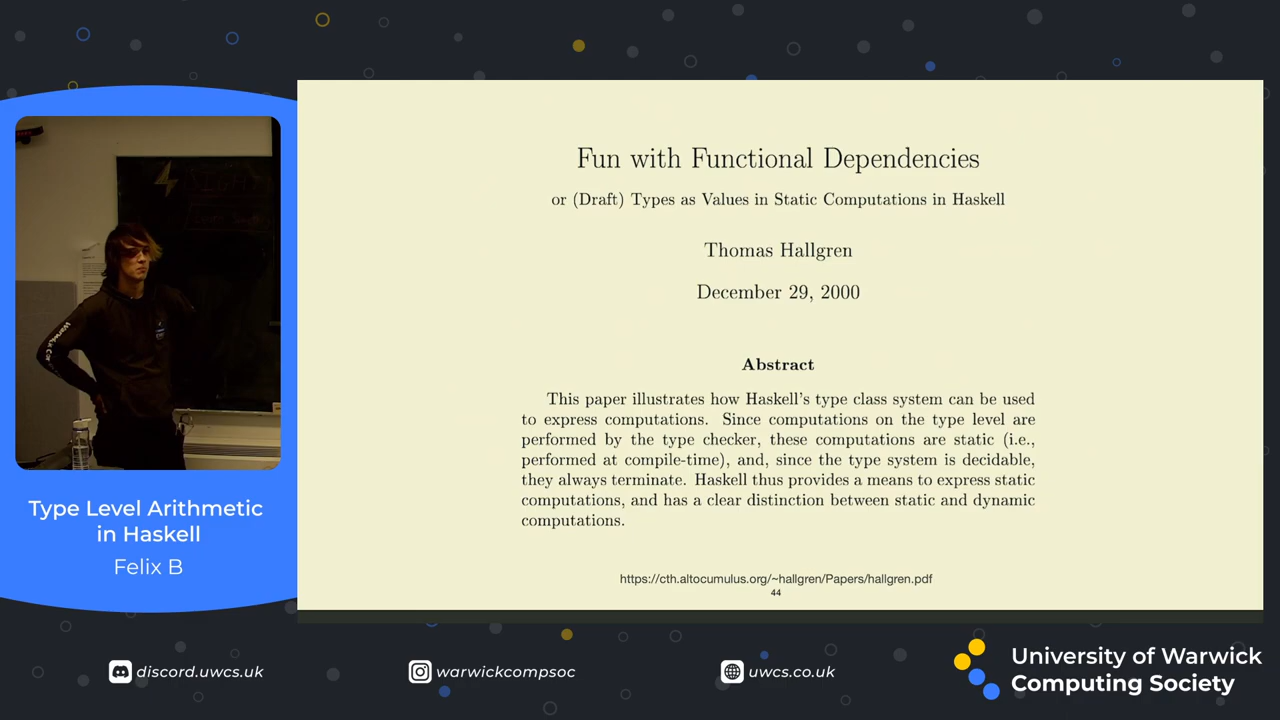 Fun with Functional Dependencies
or (Draft) Types as Values in Static Computations in Haskell
Thomas Hallgren
December 29, 2000
Abstract
This paper illustrates how Haskell's type class system can be used
to express computations. Since computations on the type level are
performed by the type checker, these computations are static (i.e.,
performed at compile-time), and, since the type system is decidable,
they always terminate. Haskell thus provides a means to express static
computations, and has a clear distinction between static and dynamic
computations.
https://cth.altocumulus.org/~hallgren/Papers/hallgren.pdf
44
Type Level Arithmetic
in Haskell
Felix B
discord.uwcs.uk
warwickcompsoc
uwcs.co.uk
University of Warwick
Computing Society